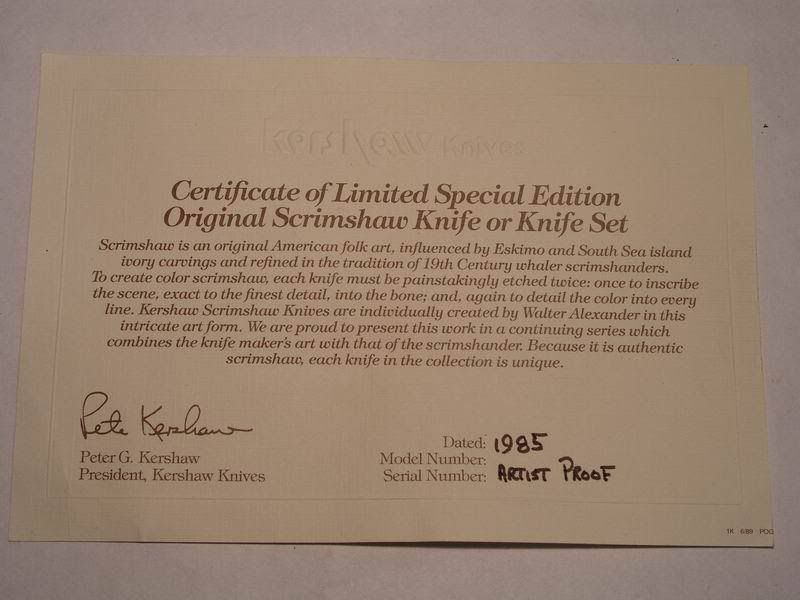 Certificate of Limited Special Edition
Original Scrimshaw Knife or Knife Set
Scrimshaw is an original American folk art, influenced by Eskimo and South Sea island
ivory carvings and refined in the tradition of 19th Century whaler scrimshanders.
To create color scrimshaw, each knife must be painstakingly etched twice: once to inscribe
the scene, exact to the finest detail, into the bone; and, again to detail the color into every
line. Kershaw Scrimshaw Knives are individually created by Walter Alexander in this
intricate art form. We are proud to present this work in a continuing series which
combines the knife maker's art with that of the scrimshander. Because it is authentic
scrimshaw, each knife in the collection is unique.
Pete Kershaw
Peter G. Kershaw
President, Kershaw Knives
Dated: 1985
Model Number:
Serial Number: ARTIST PROOF
1K 6/89 POG